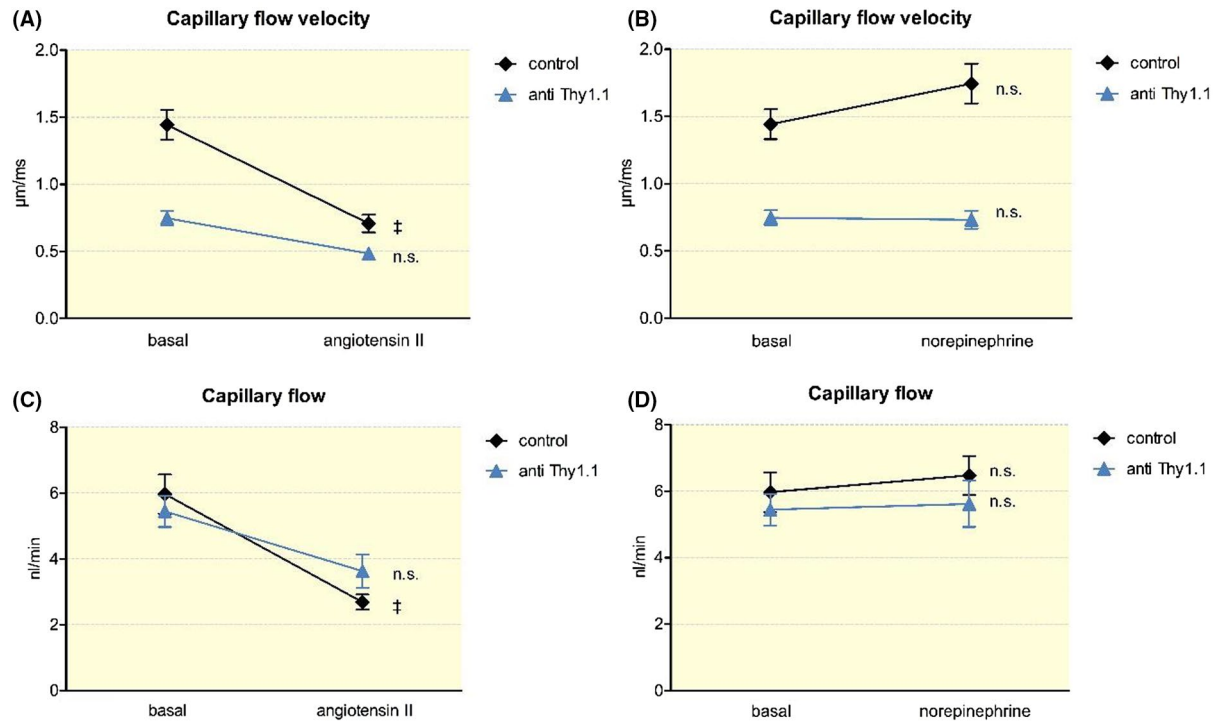 (A)
Capillary flow velocity
2.0
1.5
1.0
0.5
0.0
µm/ms
basal
angiotensin II
‡
n.s.
control
anti Thy1.1
(B)
Capillary flow velocity
2.0
1.5
1.0
0.5
0.0
µm/ms
basal
norepinephrine
n.s.
n.s.
control
anti Thy1.1
(C)
Capillary flow
8
6
4
2
0
nl/min
basal
angiotensin II
n.s.
‡
control
anti Thy1.1
(D)
Capillary flow
8
6
4
2
0
nl/min
basal
norepinephrine
n.s.
n.s.
control
anti Thy1.1